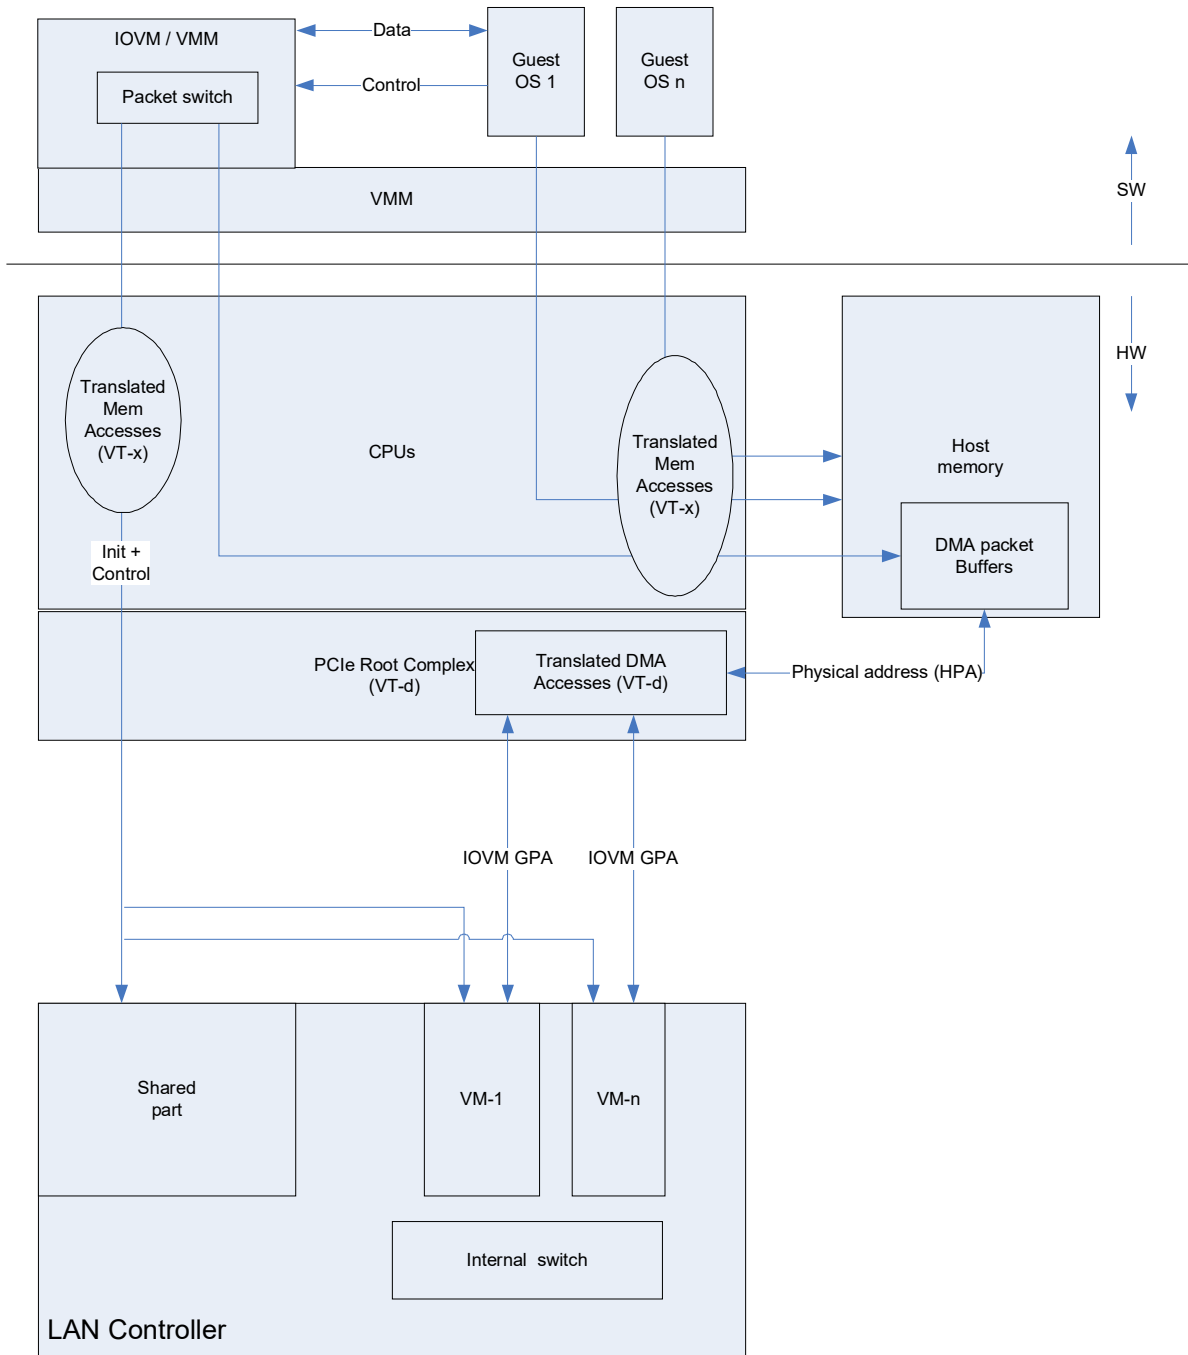 IOVM / VMM
Data
Guest
OS 1
Guest
OS n
Control
Packet switch
VMM
SW
HW
Translated
Mem
Accesses
(VT-x)
CPUs
Translated
Mem
Accesses
(VT-x)
Host
memory
Init +
Control
DMA packet
Buffers
PCIe Root Complex
(VT-d)
Translated DMA
Accesses (VT-d)
Physical address (HPA)
IOVM GPA
IOVM GPA
Shared
part
VM-1
VM-n
Internal switch
LAN Controller